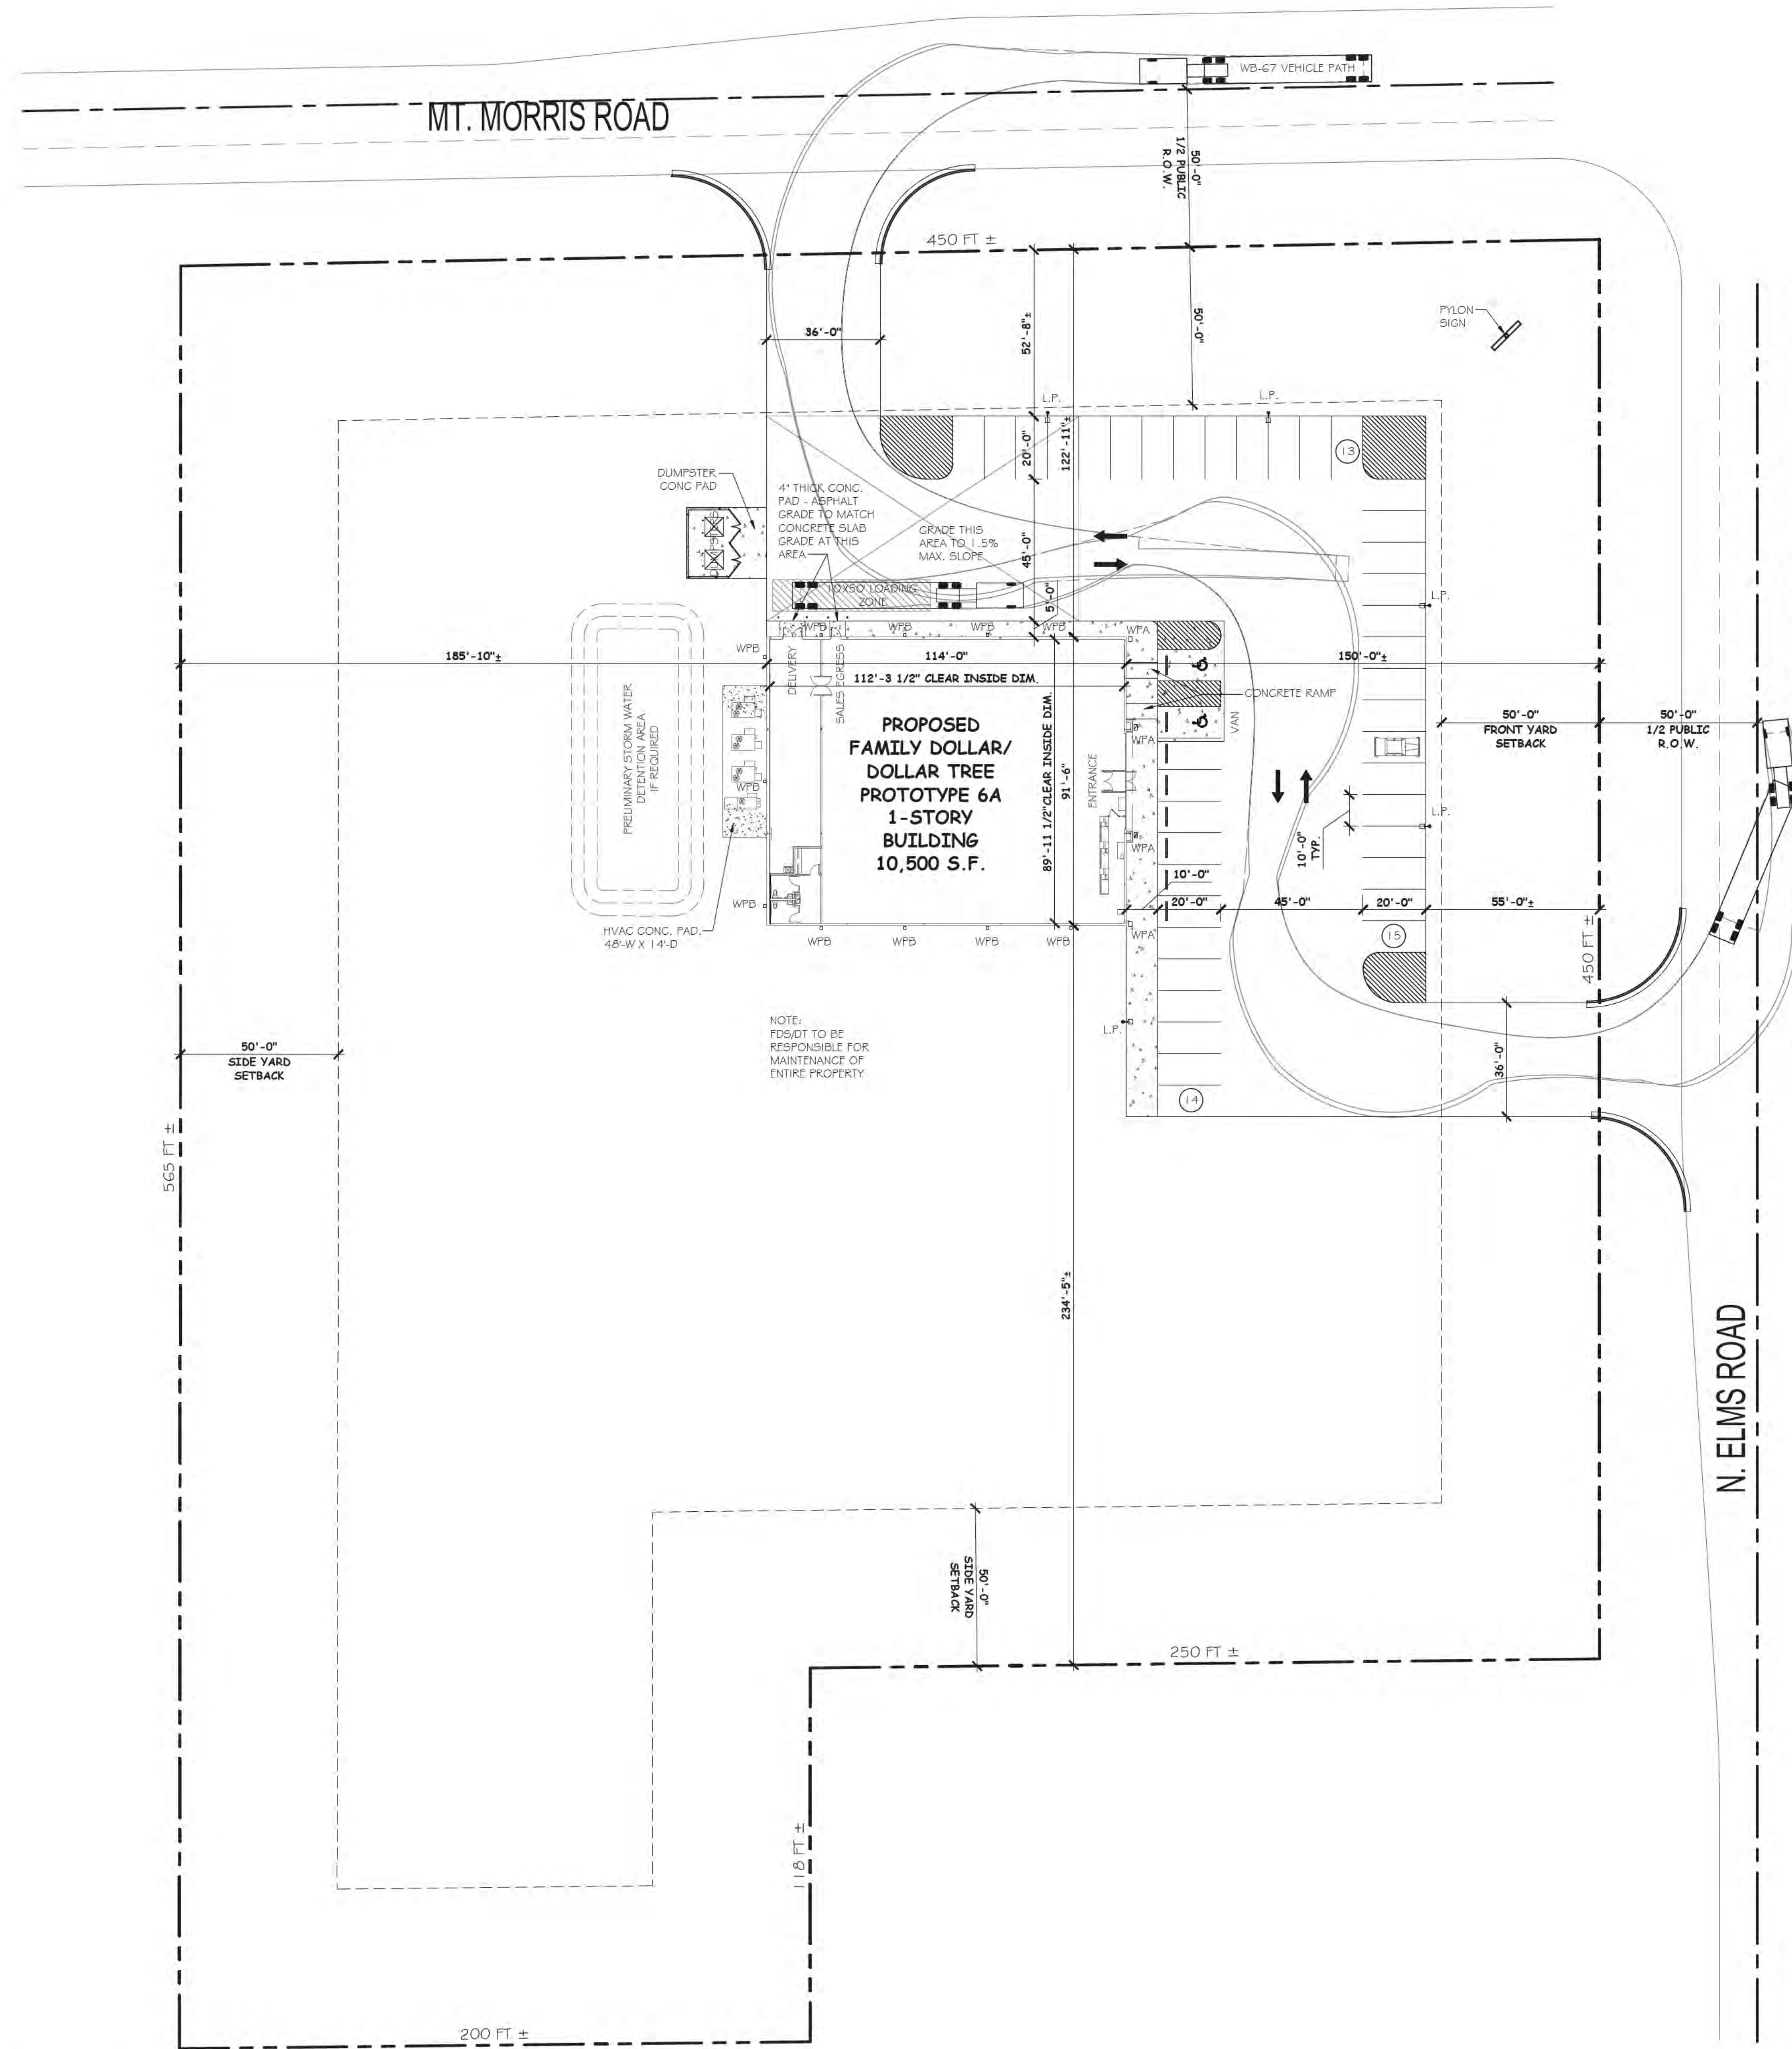 WB-67 VEHICLE PATH
MT. MORRIS ROAD
50'-0"
1/2 PUBLIC
R.O.W.
450 FT ±
PYLON
SIGN
36'-0"
52'-8"±
50'-0"
L.P.
L.P.
20'-0"
122'-11"±
13
DUMPSTER
CONC PAD
4" THICK CONC.
PAD - ASPHALT
GRADE TO MATCH
CONCRETE SLAB
GRADE AT THIS
AREA
GRADE THIS
AREA TO 1.5%
MAX. SLOPE
45'-0"
10X50 LOADING
ZONE
5'-0"
L.P.
WPB
WPB
WPB
WPB
WPA
WPB
185'-10"±
114'-0"
150'-0"±
DELIVERY
SALES EGRESS
112'-3 1/2" CLEAR INSIDE DIM.
CONCRETE RAMP
VAN
PRELIMINARY STORM WATER
DETENTION AREA
IF REQUIRED
PROPOSED
FAMILY DOLLAR/
DOLLAR TREE
PROTOTYPE 6A
1-STORY
BUILDING
10,500 S.F.
89'-11 1/2"CLEAR INSIDE DIM.
91'-6"
ENTRANCE
WPA
WPB
WPA
50'-0"
FRONT YARD
SETBACK
50'-0"
1/2 PUBLIC
R.O.W.
10'-0"
TYP.
L.P.
10'-0"
20'-0"
45'-0"
20'-0"
55'-0"±
WPB
WPA
HVAC CONC. PAD.
48'-W X 14'-D
WPB
WPB
WPB
WPB
15
450 FT ±
NOTE:
FDS/DT TO BE
RESPONSIBLE FOR
MAINTENANCE OF
ENTIRE PROPERTY
L.P.
36'-0"
50'-0"
SIDE YARD
SETBACK
14
565 FT ±
234'-5"±
N. ELMS ROAD
50'-0"
SIDE YARD
SETBACK
250 FT ±
118 FT ±
200 FT ±